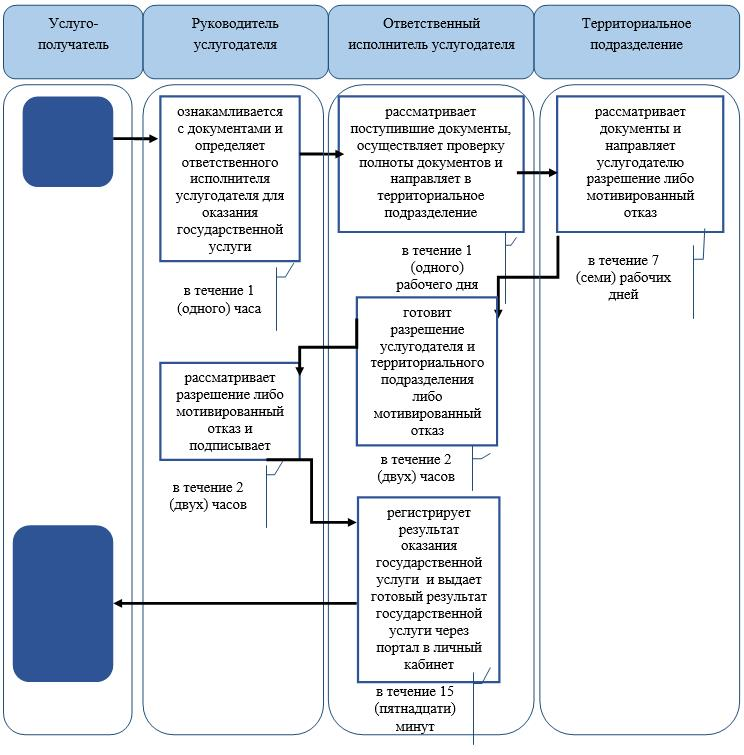 Услуго-
получатель
Руководитель
услугодателя
Ответственный
исполнитель услугодателя
Территориальное
подразделение
ознакамливается
с документами и
определяет
ответственного
исполнителя
услугодателя для
оказания
государственной
услуги
в течение 1
(одного) часа
рассматривает
поступившие документы,
осуществляет проверку
полноты документов и
направляет в
территориальное
подразделение
в течение 1
(одного)
рабочего дня
рассматривает
документы и
направляет
услугодателю
разрешение либо
мотивированный
отказ
в течение 7
(семи) рабочих
дней
готовит
разрешение
услугодателя и
территориального
подразделения
либо
мотивированный
отказ
в течение 2
(двух) часов
рассматривает
разрешение либо
мотивированный
отказ и
подписывает
в течение 2
(двух) часов
регистрирует
результат
оказания
государственной
услуги и выдает
готовый результат
государственной
услуги через
портал в личный
кабинет
в течение 15
(пятнадцати)
минут